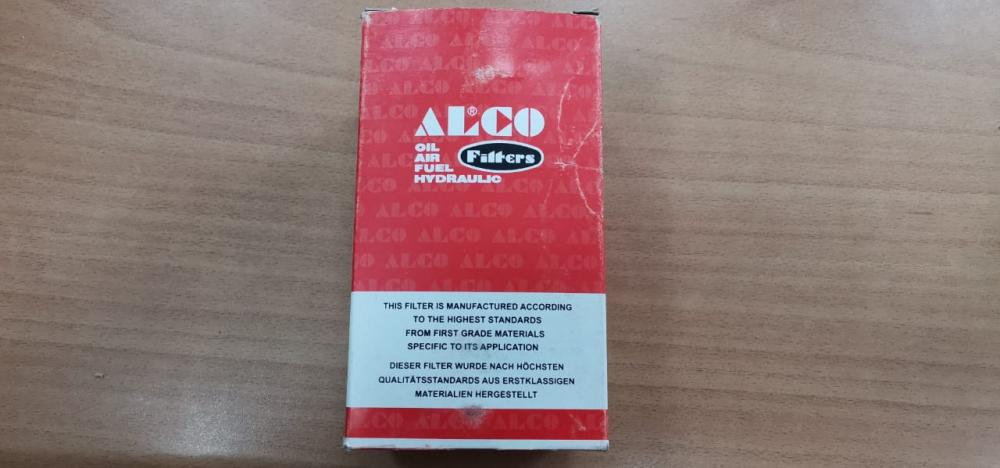 ALCO®
OIL
AIR
FUEL
HYDRAULIC
Filters
THIS FILTER IS MANUFACTURED ACCORDING
TO THE HIGHEST STANDARDS
FROM FIRST GRADE MATERIALS
SPECIFIC TO ITS APPLICATION
DIESER FILTER WURDE NACH HÖCHSTEN
QUALITÄTSSTANDARDS AUS ERSTKLASSIGEN
MATERIALIEN HERGESTELLT